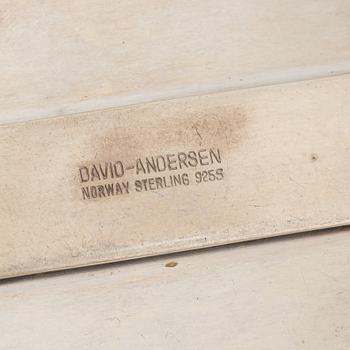 DAVID-ANDERSEN
NORWAY STERLING 925S